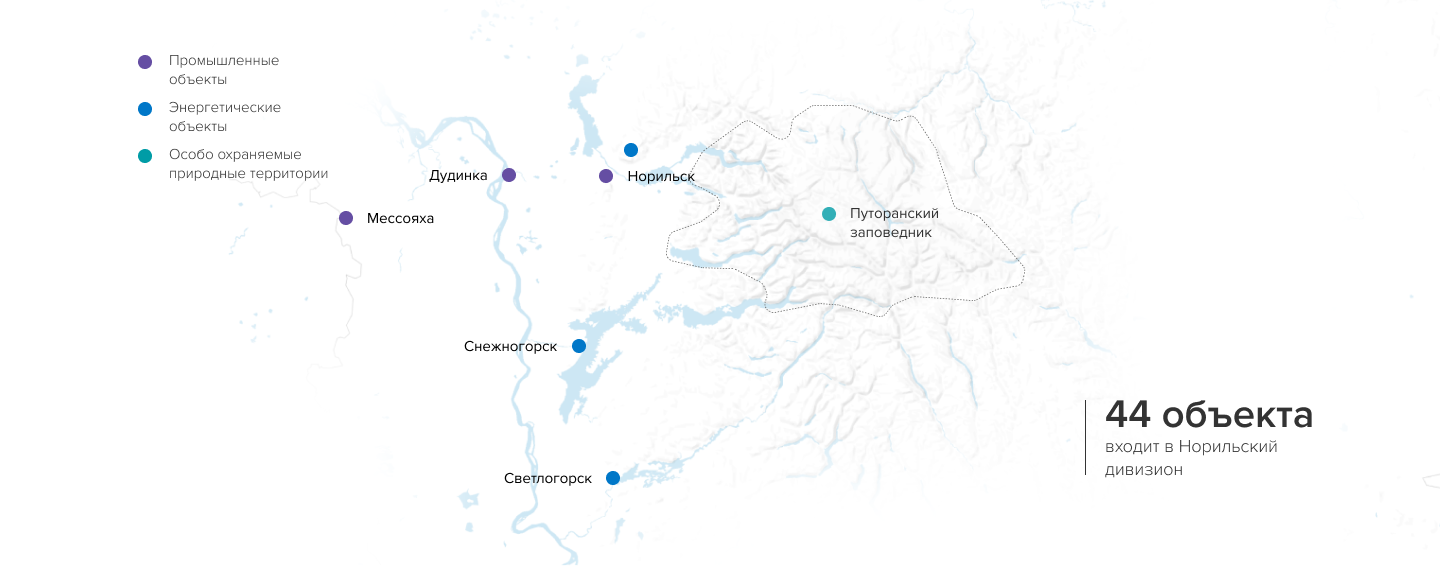 Промышленные
объекты
Энергетические
объекты
Особо охраняемые
природные территории
Дудинка
Норильск
Мессояха
Путоранский
заповедник
Снежногорск
44 объекта
входит в Норильский
дивизион
Светлогорск